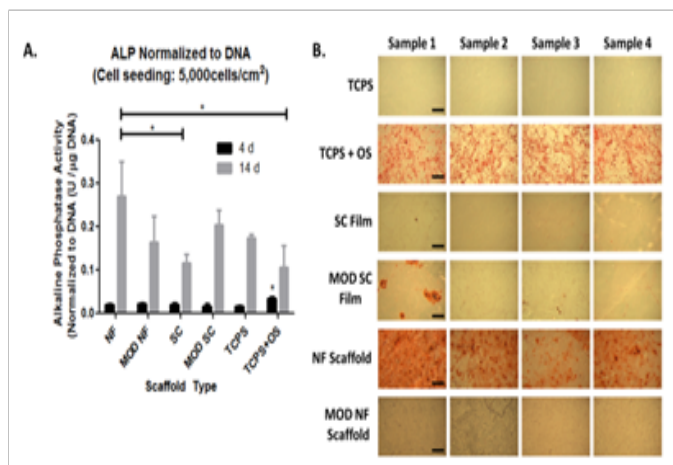 A.
ALP Normalized to DNA
(Cell seeding: 5,000cells/cm²)
*
*
4 d
14 d
Alkaline Phosphatase Activity
(Normalized to DNA (U / µg DNA)
0.4
0.3
0.2
0.1
0.0
*
NF
MOD NF
SC
MOD SC
TCPS
TCPS+OS
Scaffold Type
B.
Sample 1 Sample 2 Sample 3 Sample 4
TCPS
TCPS + OS
SC Film
MOD SC
Film
NF Scaffold
MOD NF
Scaffold